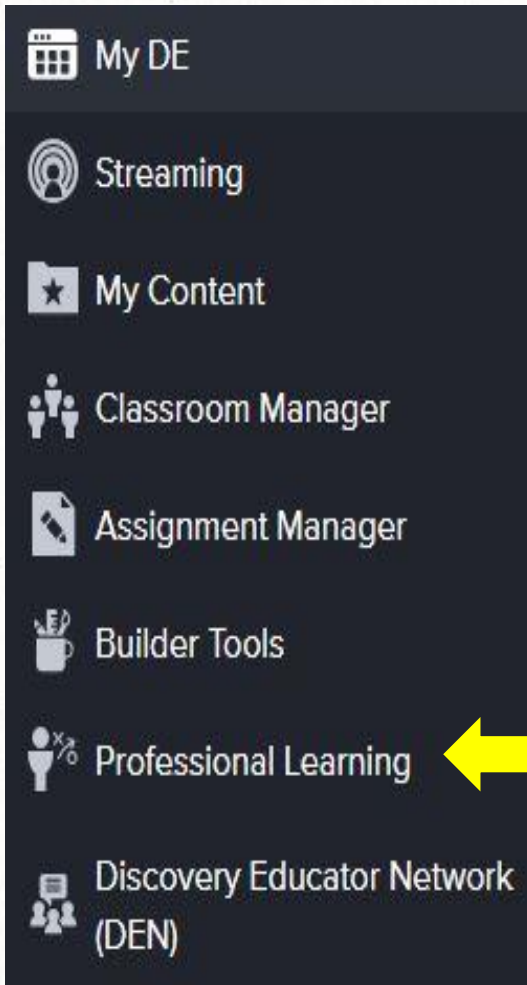 My DE
Streaming
My Content
Classroom Manager
Assignment Manager
Builder Tools
Professional Learning
Discovery Educator Network
(DEN)